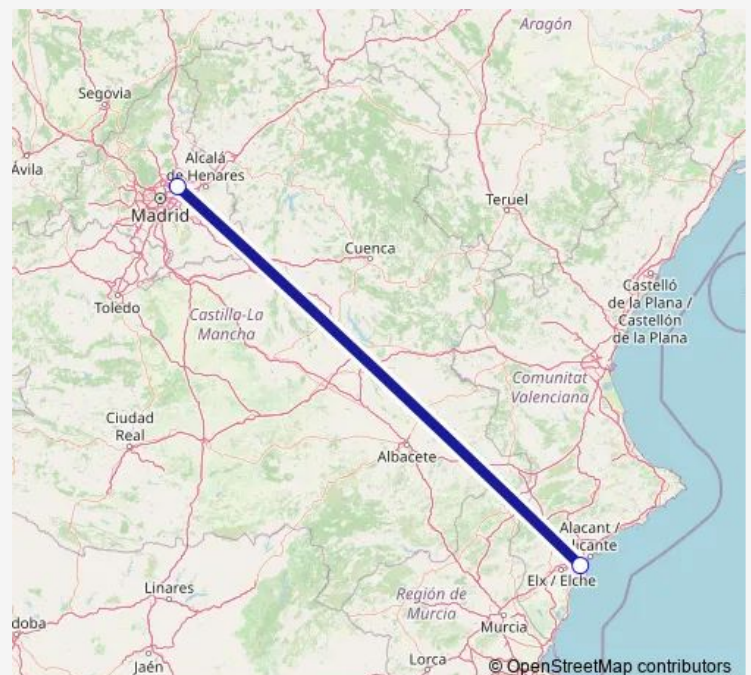 Aragón
Segovia
Ávila
Alcalá
de Henares
Madrid
Teruel
Cuenca
Castelló
de la Plana /
Castellón
de la Plana
Toledo
Castilla-La
Mancha
Comunitat
Valenciana
Ciudad
Real
Albacete
Alacant /
licante
Elx / Elche
Linares
Región de
Murcia
doba
Murcia
Jaén
Lorca
© OpenStreetMap contributors